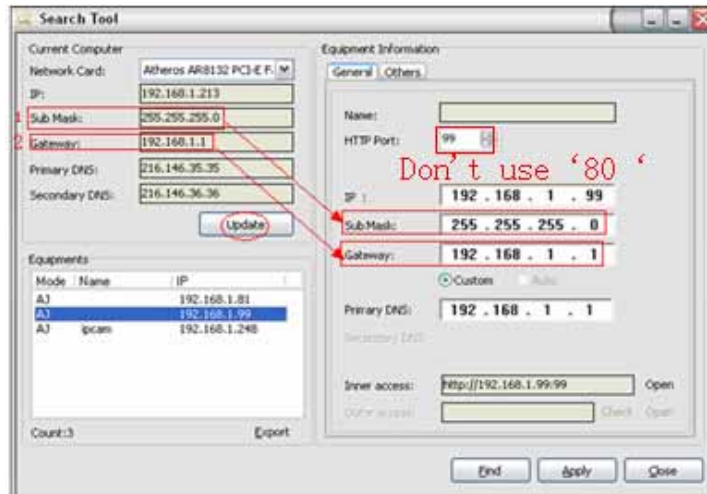 Search Tool
Current Computer
Network Card: Atheros AR8132 PCI-E F
IP: 192.168.1.213
1 Sub Mask: 255.255.255.0
2 Gateway: 192.168.1.1
Primary DNS: 216.146.35.35
Secondary DNS: 216.146.36.36
Update
Equipments
Mode Name IP
AJ 192.168.1.81
AJ 192.168.1.99
AJ ipcam 192.168.1.248
Count:3 Export
Equipment Information
General Others
Name:
HTTP Port: 99
Don't use ‘80 ‘
IP : 192 . 168 . 1 . 99
Sub Mask: 255 . 255 . 255 . 0
Gateway: 192 . 168 . 1 . 1
Custom Auto
Primary DNS: 192 . 168 . 1 . 1
Secondary DNS
Inner access: http://192.168.1.99:99 Open
Outer access: Check Open
Find Apply Close